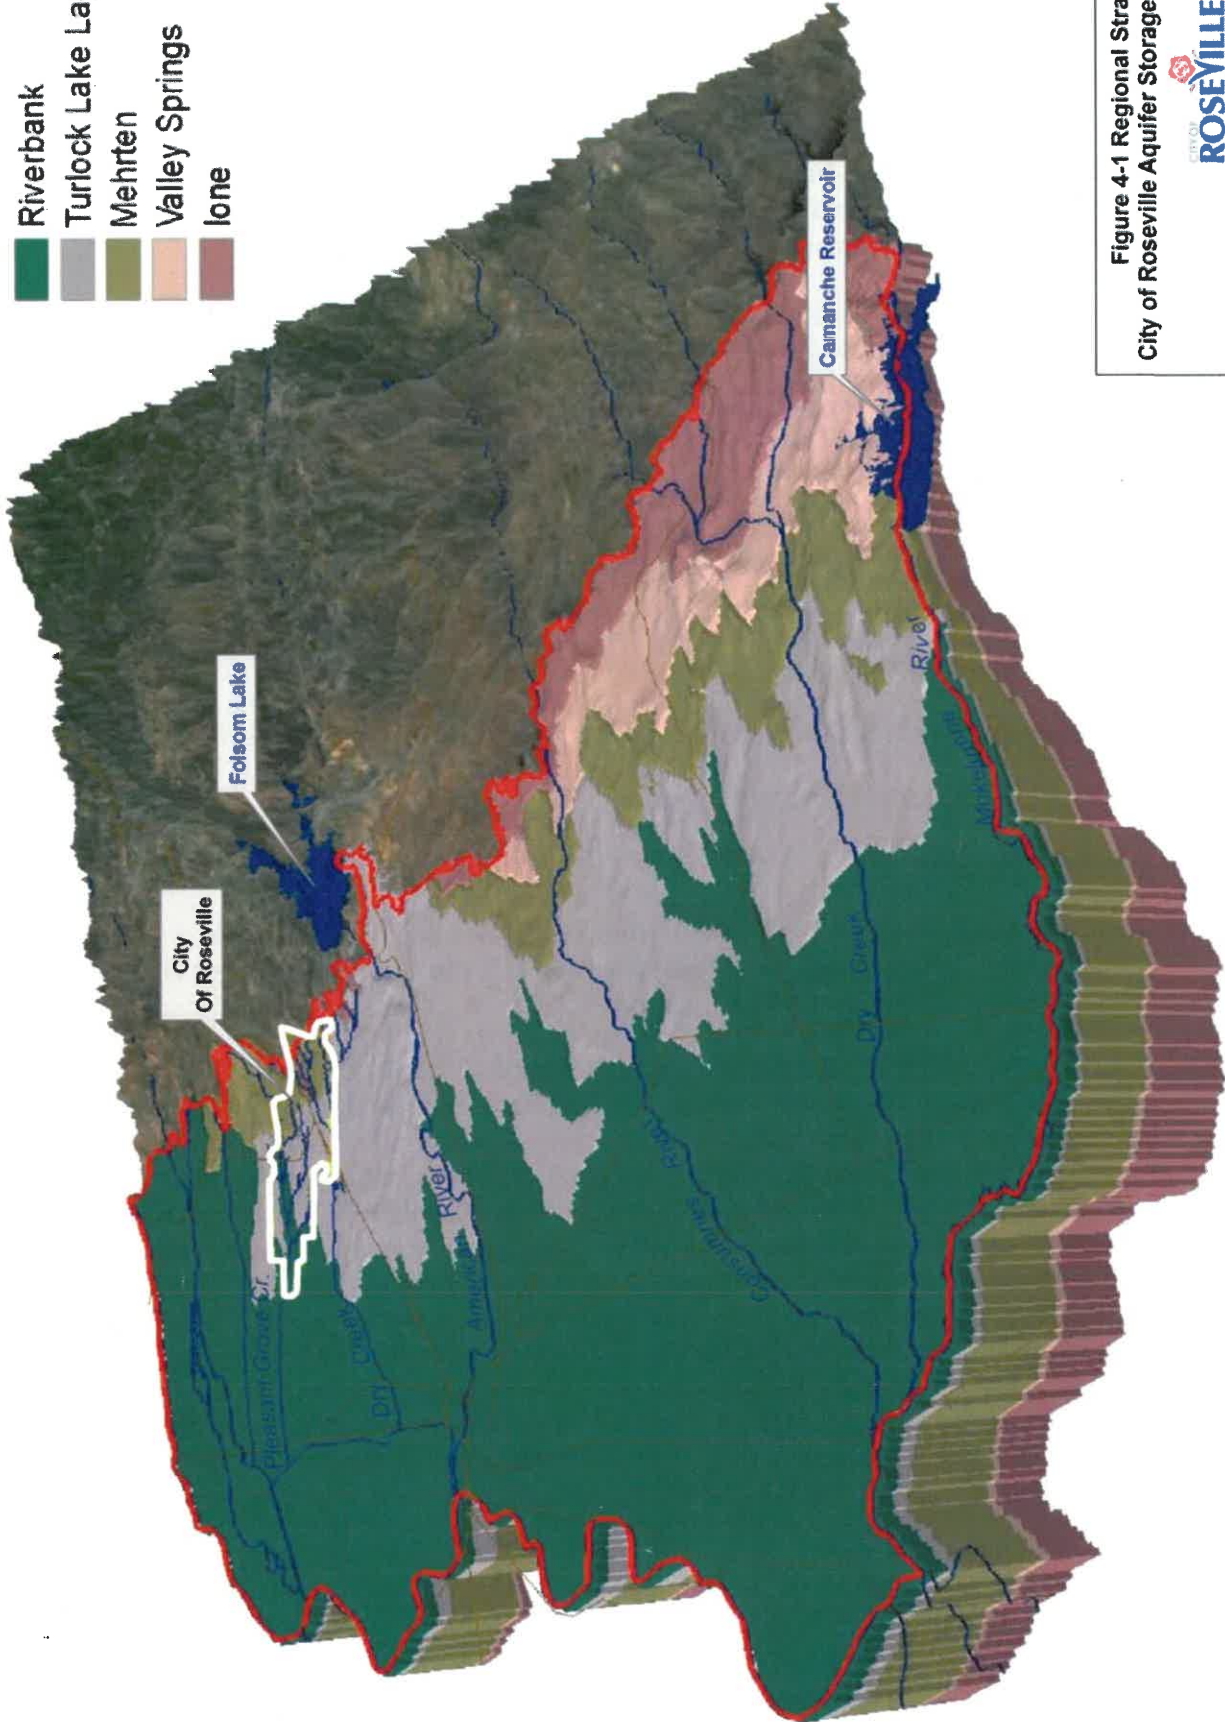 Riverbank
Turlock Lake La
Mehrten
Valley Springs
Ione
Folsom Lake
City
Of Roseville
Camanche Reservoir
Pleasant Grove Cr.
Dry Creek
American River
Cosumnes River
Dry Creek
Mokelumne River
Figure 4-1 Regional Stra
City of Roseville Aquifer Storage
CITY OF
ROSEVILLE